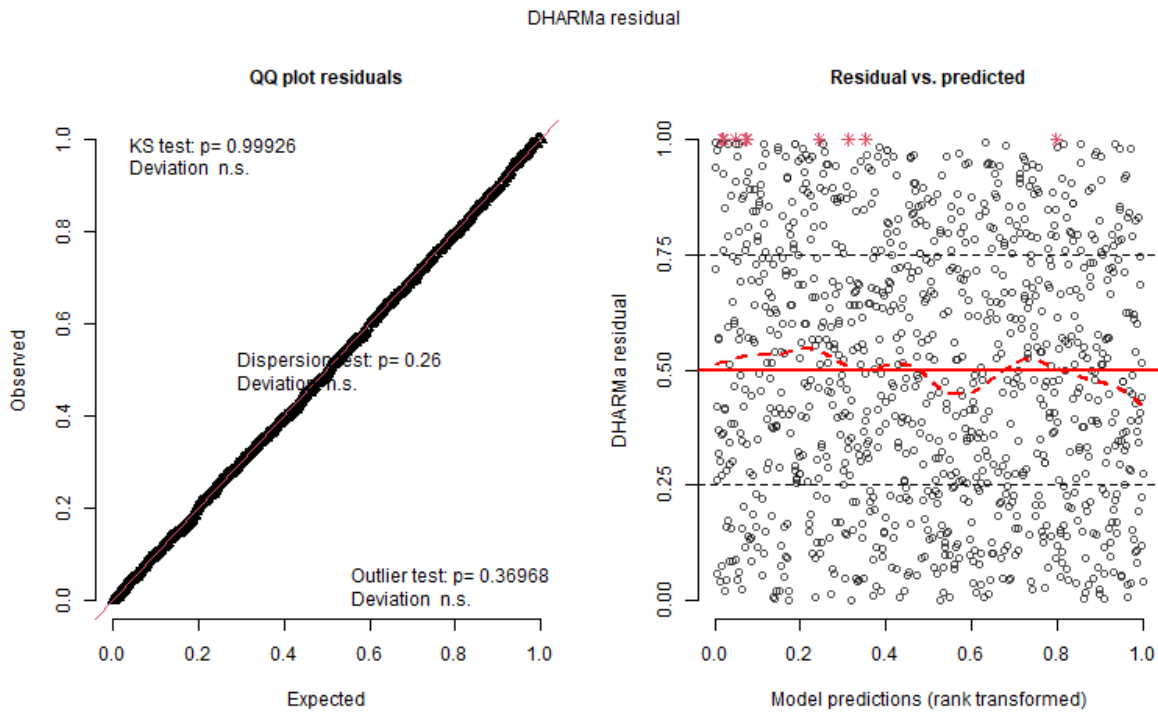 DHARMa residual
QQ plot residuals
KS test: p= 0.99926
Deviation n.s.
Dispersion test: p= 0.26
Deviation n.s.
Outlier test: p= 0.36968
Deviation n.s.
Observed
0.0 0.2 0.4 0.6 0.8 1.0
0.0 0.2 0.4 0.6 0.8 1.0
Expected
Residual vs. predicted
DHARMa residual
0.00 0.25 0.50 0.75 1.00
0.0 0.2 0.4 0.6 0.8 1.0
Model predictions (rank transformed)